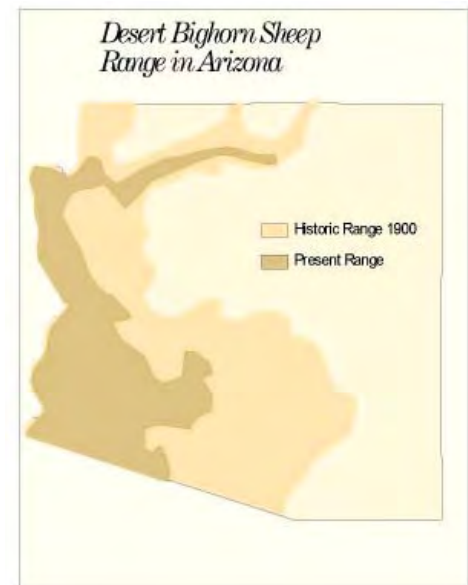 Desert Bighorn Sheep
Range in Arizona
Historic Range 1900
Present Range